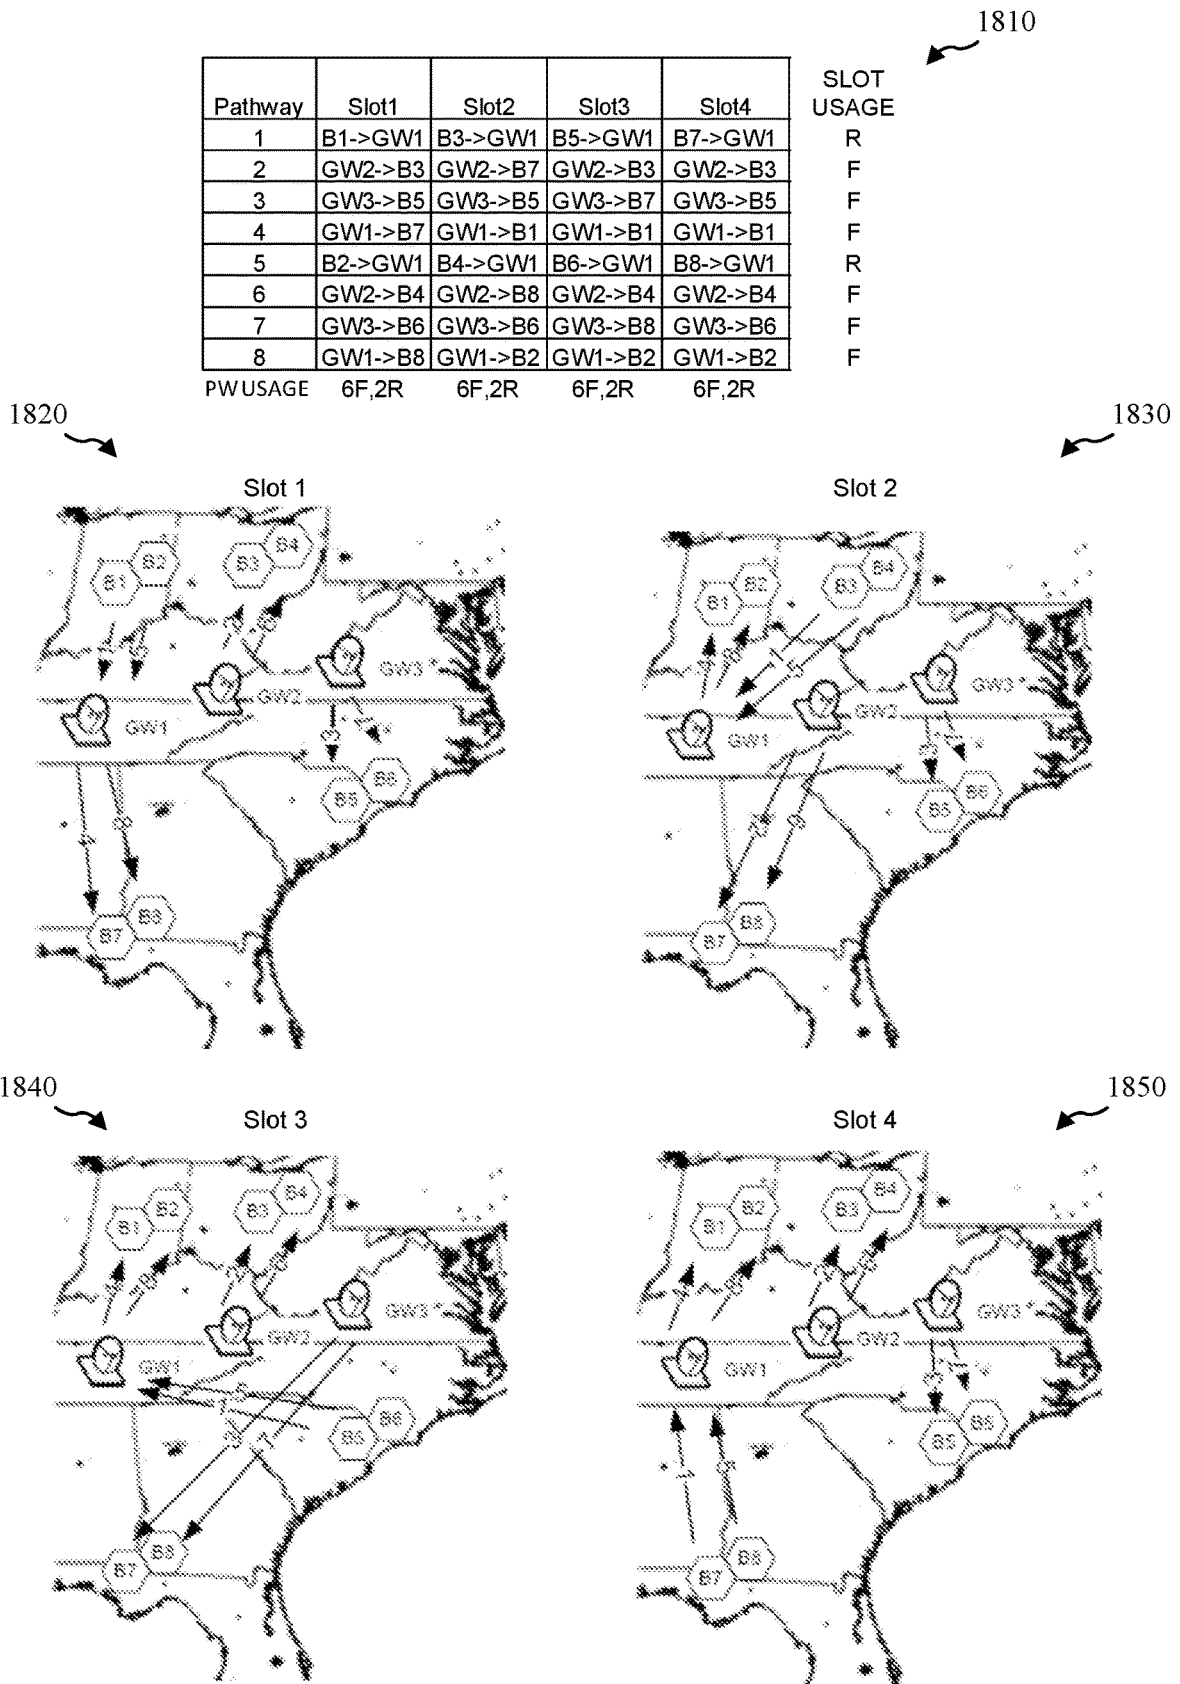 1810
SLOT
Pathway Slot1 Slot2 Slot3 Slot4 USAGE
1 B1->GW1 B3->GW1 B5->GW1 B7->GW1 R
2 GW2->B3 GW2->B7 GW2->B3 GW2->B3 F
3 GW3->B5 GW3->B5 GW3->B7 GW3->B5 F
4 GW1->B7 GW1->B1 GW1->B1 GW1->B1 F
5 B2->GW1 B4->GW1 B6->GW1 B8->GW1 R
6 GW2->B4 GW2->B8 GW2->B4 GW2->B4 F
7 GW3->B6 GW3->B6 GW3->B8 GW3->B6 F
8 GW1->B8 GW1->B2 GW1->B2 GW1->B2 F
PW USAGE 6F,2R 6F,2R 6F,2R 6F,2R
1820
1830
Slot 1
B1 B2 B3 B4
GW1 GW2 GW3
B5 B6
B7 B8
Slot 2
B1 B2 B3 B4
GW1 GW2 GW3
B5 B6
B7 B8
1840
1850
Slot 3
B1 B2 B3 B4
GW1 GW2 GW3
B5 B6
B7 B8
Slot 4
B1 B2 B3 B4
GW1 GW2 GW3
B5 B6
B7 B8